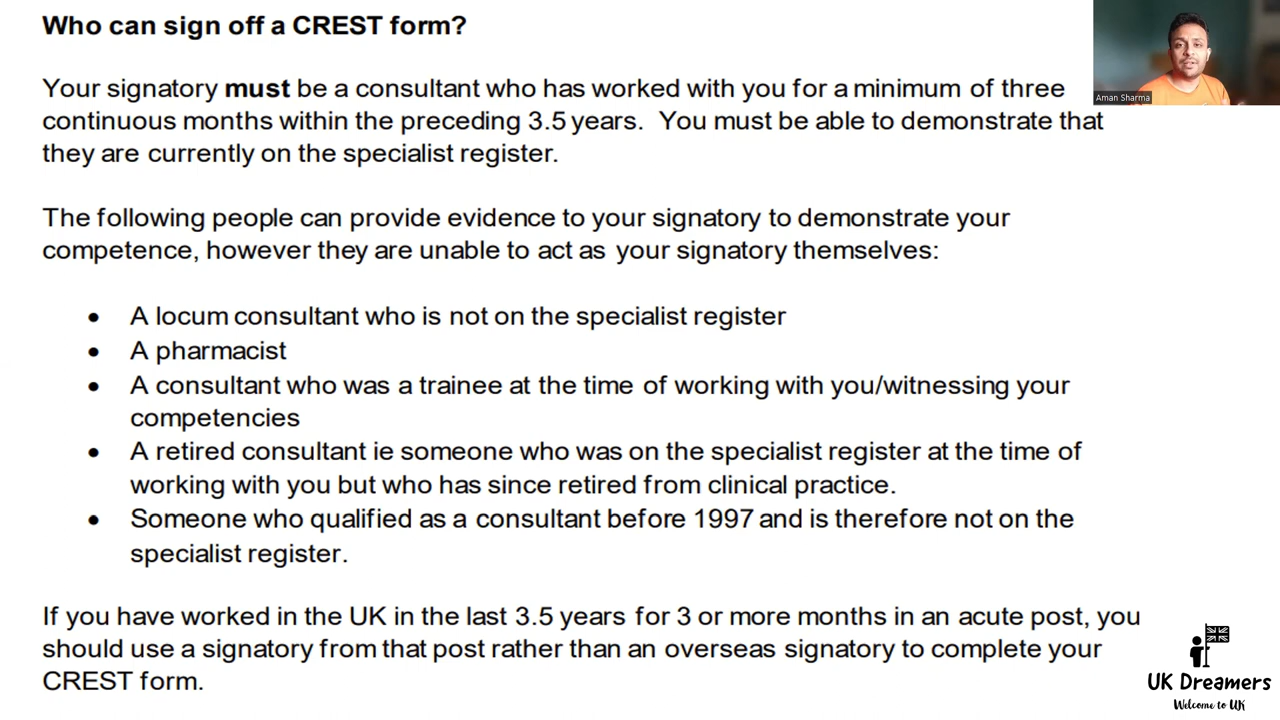 Who can sign off a CREST form?
Your signatory must be a consultant who has worked with you for a minimum of three
continuous months within the preceding 3.5 years. You must be able to demonstrate that
they are currently on the specialist register.
The following people can provide evidence to your signatory to demonstrate your
competence, however they are unable to act as your signatory themselves:
• A locum consultant who is not on the specialist register
• A pharmacist
• A consultant who was a trainee at the time of working with you/witnessing your
competencies
• A retired consultant ie someone who was on the specialist register at the time of
working with you but who has since retired from clinical practice.
• Someone who qualified as a consultant before 1997 and is therefore not on the
specialist register.
If you have worked in the UK in the last 3.5 years for 3 or more months in an acute post, you
should use a signatory from that post rather than an overseas signatory to complete your
CREST form.
Aman Sharma
UK Dreamers
Welcome to UK